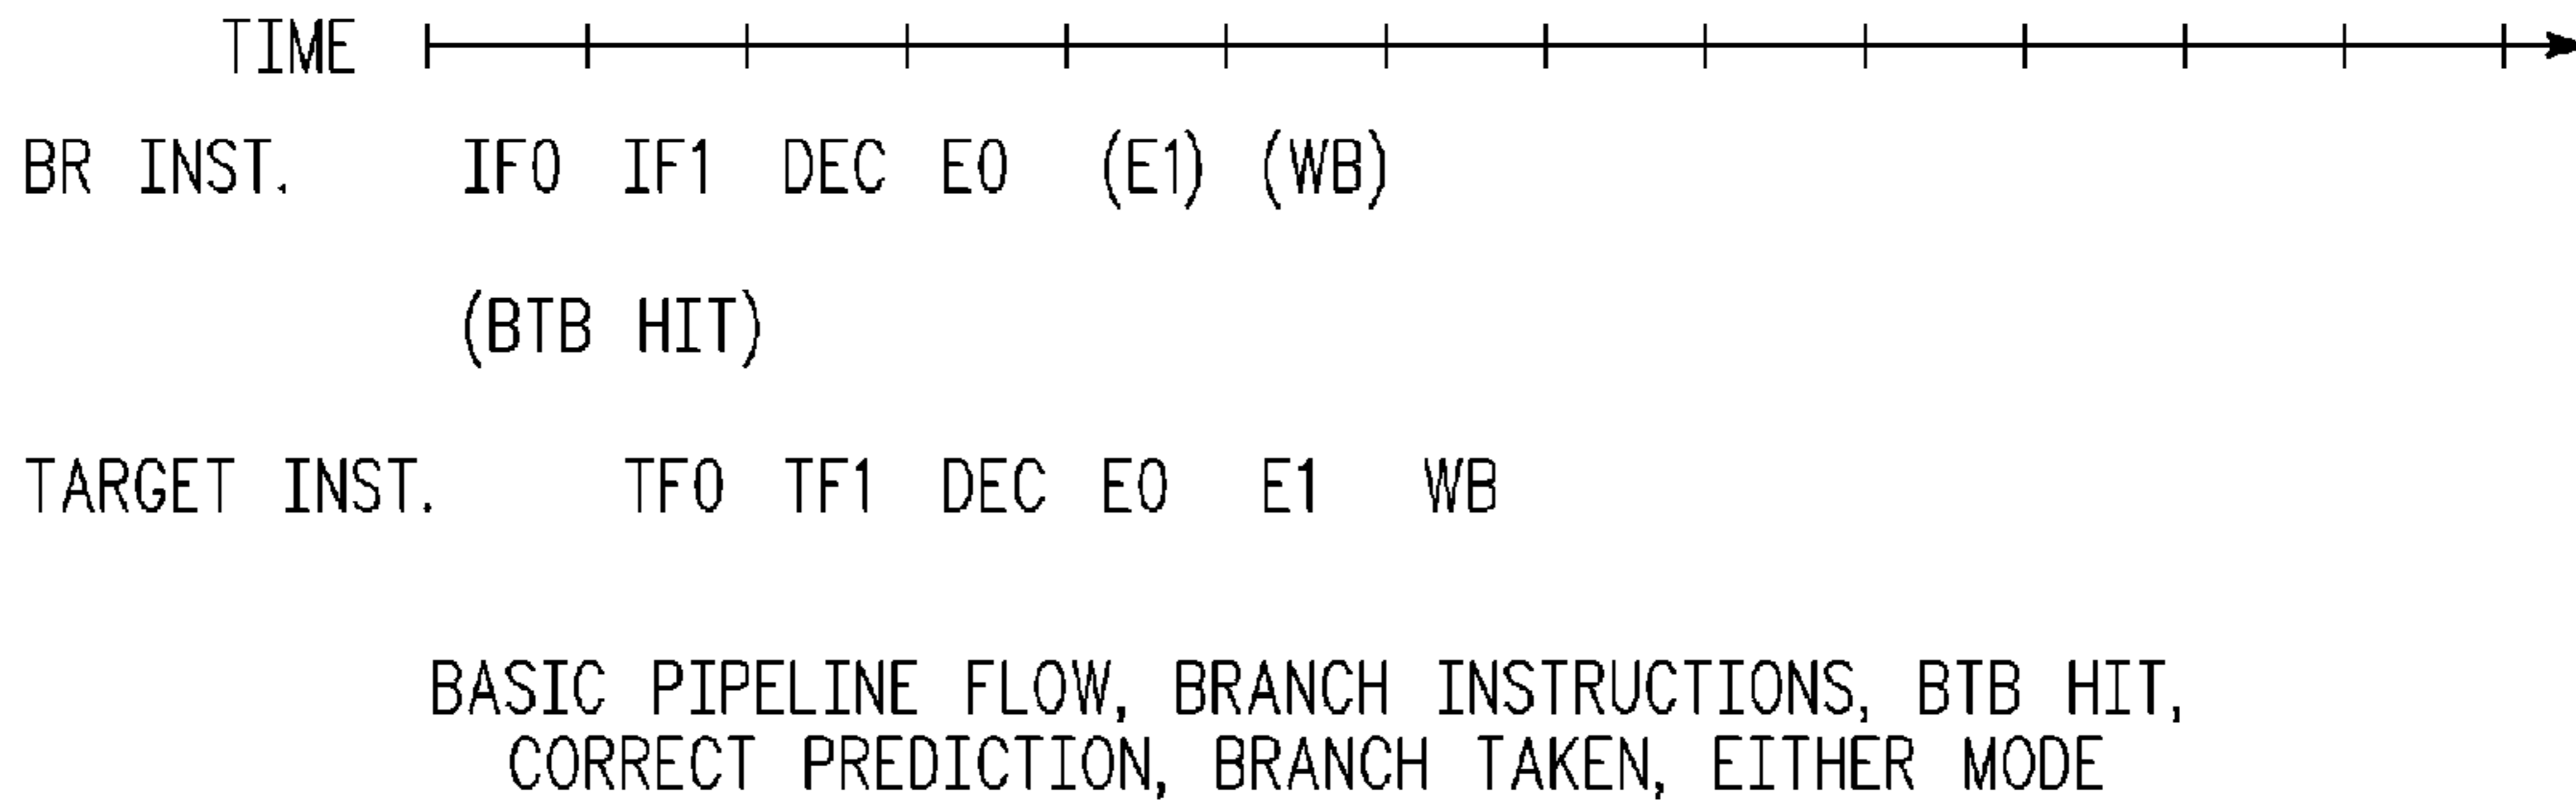 TIME
BR INST. IF0 IF1 DEC E0 (E1) (WB)
(BTB HIT)
TARGET INST. TF0 TF1 DEC E0 E1 WB
BASIC PIPELINE FLOW, BRANCH INSTRUCTIONS, BTB HIT,
CORRECT PREDICTION, BRANCH TAKEN, EITHER MODE